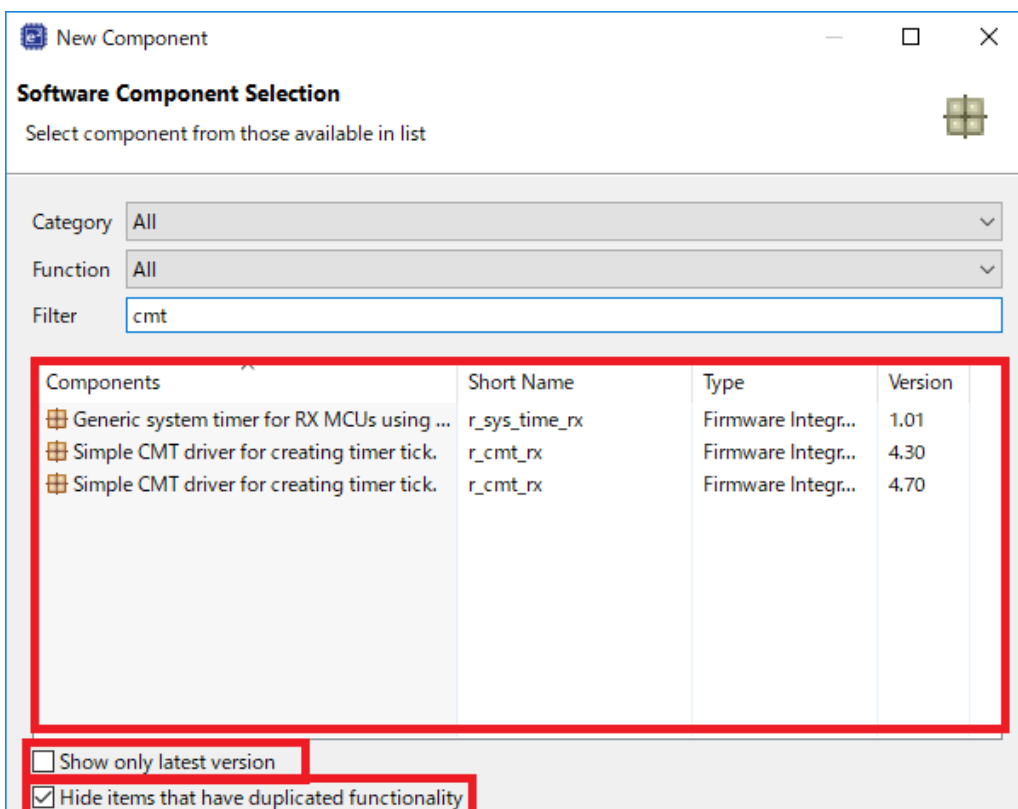 New Component
Software Component Selection
Select component from those available in list
Category All
Function All
Filter cmt
Components Short Name Type Version
Generic system timer for RX MCUs using ... r_sys_time_rx Firmware Integr... 1.01
Simple CMT driver for creating timer tick. r_cmt_rx Firmware Integr... 4.30
Simple CMT driver for creating timer tick. r_cmt_rx Firmware Integr... 4.70
Show only latest version
Hide items that have duplicated functionality